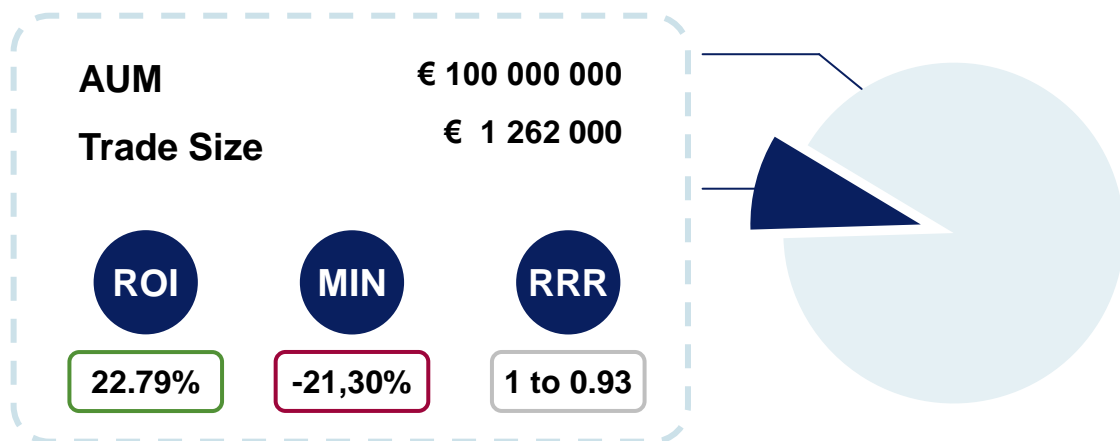 AUM € 100 000 000
Trade Size € 1 262 000
ROI MIN RRR
22.79% -21,30% 1 to 0.93